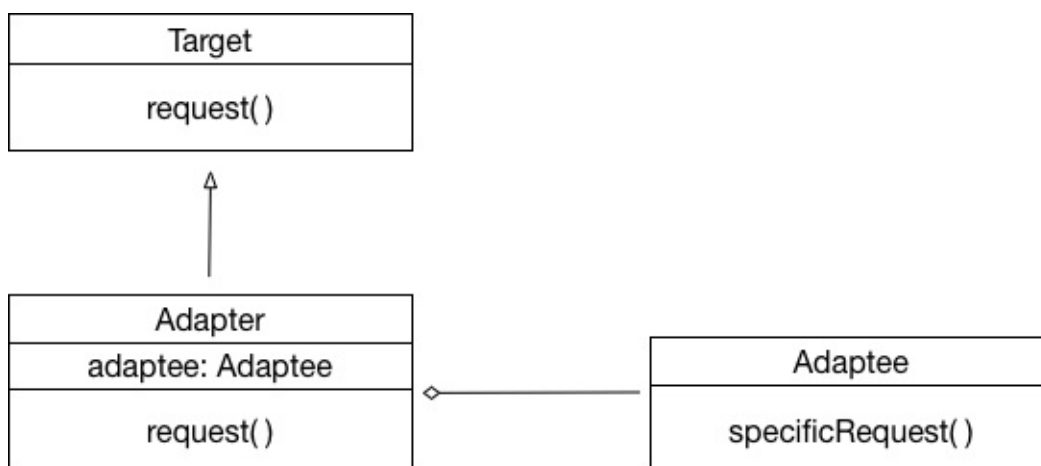 Target
request( )
Adapter
adaptee: Adaptee
request( )
Adaptee
specificRequest( )